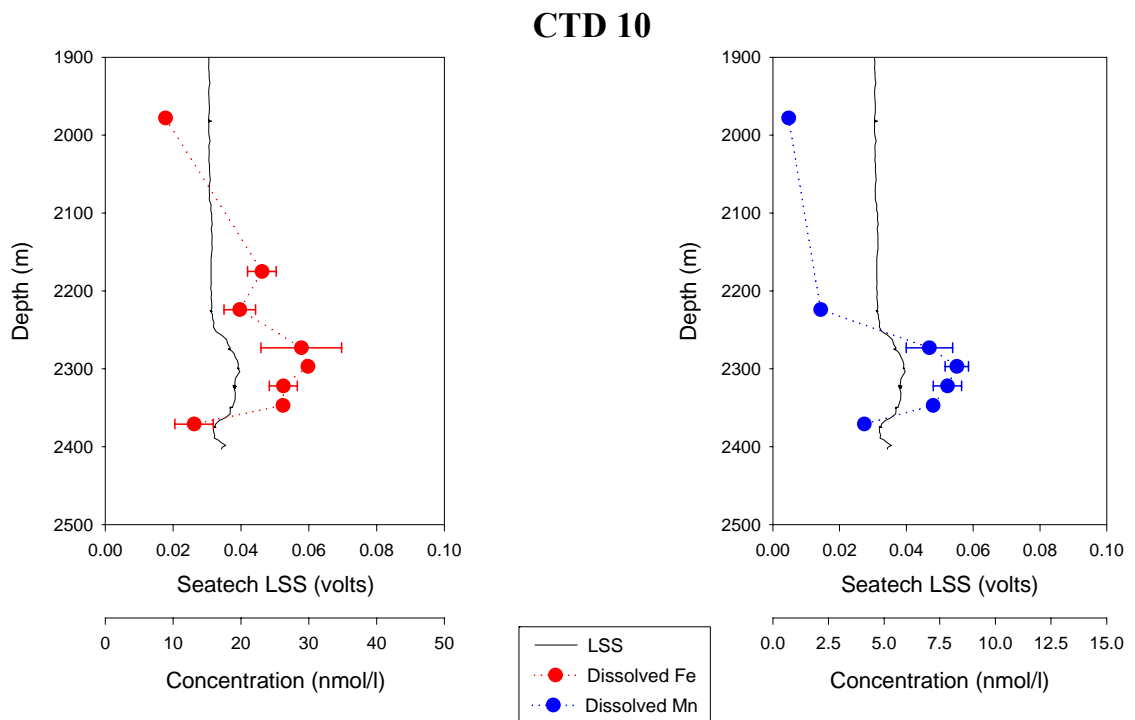 CTD 10
1900
2000
2100
2200
2300
2400
2500
Depth (m)
0.00 0.02 0.04 0.06 0.08 0.10
Seatech LSS (volts)
0 10 20 30 40 50
Concentration (nmol/l)
1900
2000
2100
2200
2300
2400
2500
Depth (m)
0.00 0.02 0.04 0.06 0.08 0.10
Seatech LSS (volts)
0.0 2.5 5.0 7.5 10.0 12.5 15.0
Concentration (nmol/l)
LSS
Dissolved Fe
Dissolved Mn